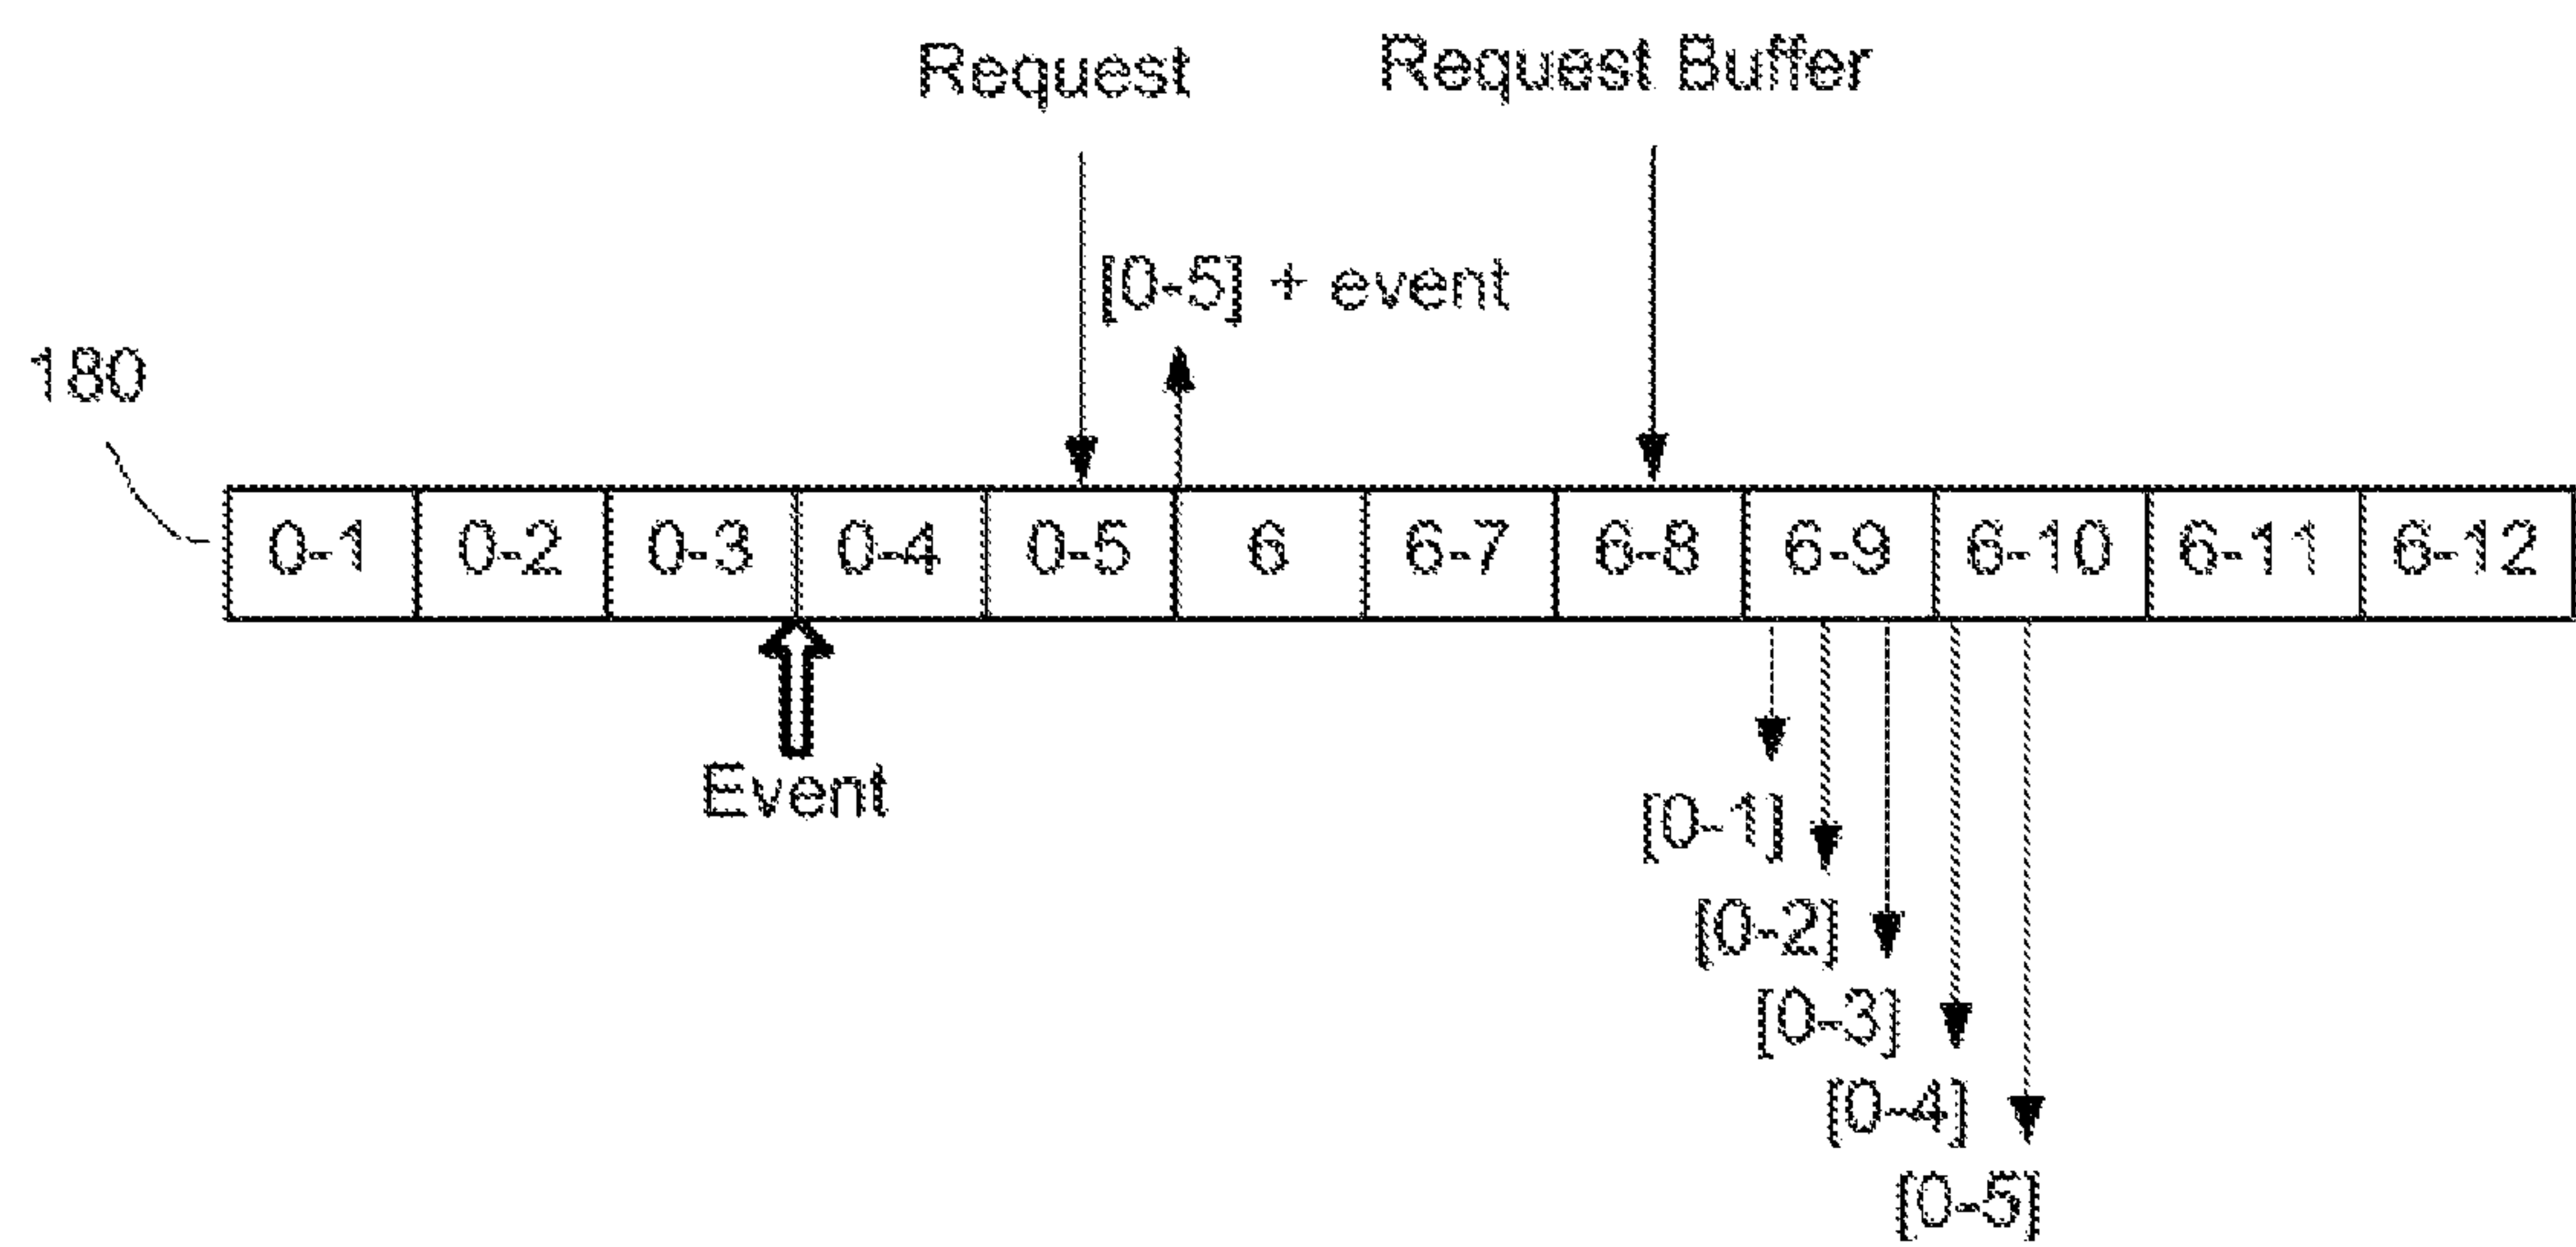 Request
Request Buffer
[0-5] + event
180
0-1 0-2 0-3 0-4 0-5 6 6-7 6-8 6-9 6-10 6-11 6-12
Event
[0-1]
[0-2]
[0-3]
[0-4]
[0-5]